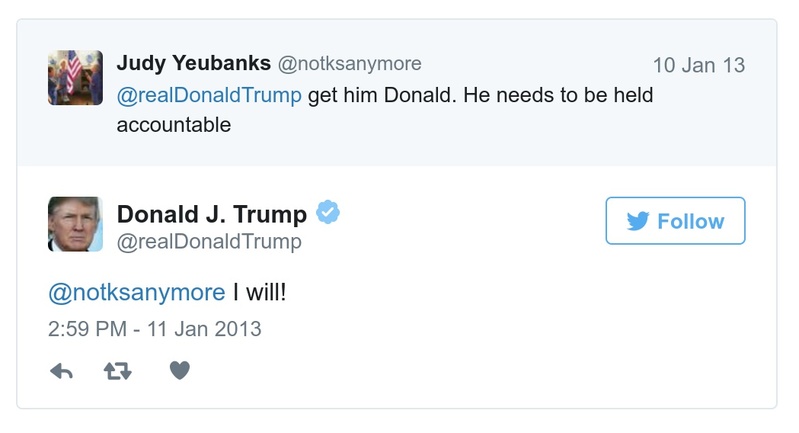 Judy Yeubanks @notksanymore 10 Jan 13
@realDonaldTrump get him Donald. He needs to be held
accountable
Donald J. Trump
@realDonaldTrump
Follow
@notksanymore I will!
2:59 PM - 11 Jan 2013